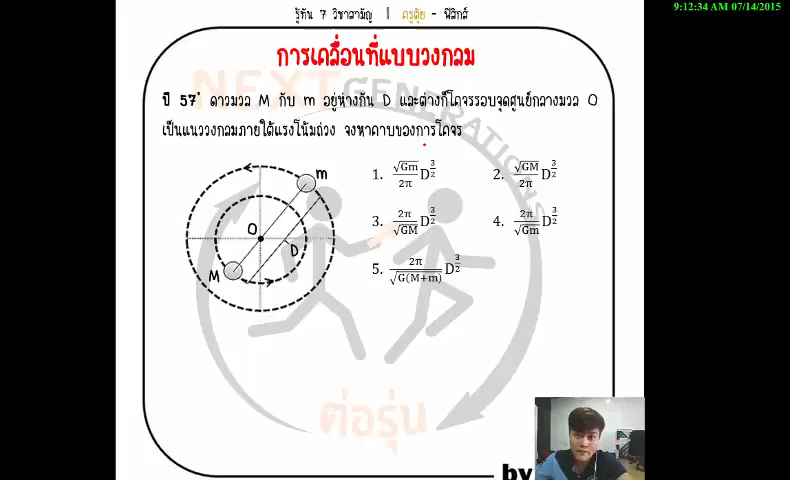 9:12:34 AM 07/14/2015
รู้ทัน 7 วิชาสามัญ | ครูตุ้ย - ฟิสิกส์
การเคลื่อนที่แบบวงกลม
NEXT GENERATIONS
ปี 57' ดาวมวล M กับ m อยู่ห่างกัน D และต่างก็โคจรรอบจุดศูนย์กลางมวล O
เป็นแนววงกลมภายใต้แรงโน้มถ่วง จงหาคาบของการโคจร
m
O
D
M
1. √Gm/2π D^3/2 2. √GM/2π D^3/2
3. 2π/√GM D^3/2 4. 2π/√Gm D^3/2
5. 2π/√G(M+m) D^3/2
ต่อรุ่น
by